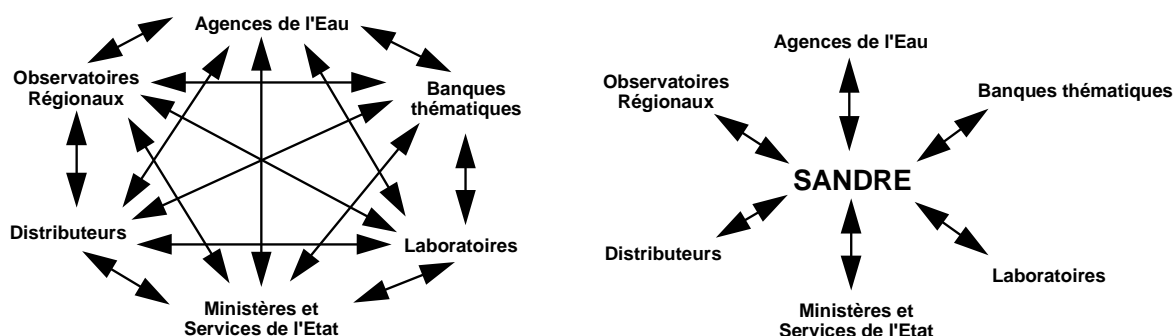 Agences de l'Eau
Observatoires
Régionaux
Banques
thématiques
Distributeurs
Laboratoires
Ministères et
Services de l'Etat
Agences de l'Eau
Observatoires
Régionaux
Banques thématiques
SANDRE
Distributeurs
Laboratoires
Ministères et
Services de l'Etat